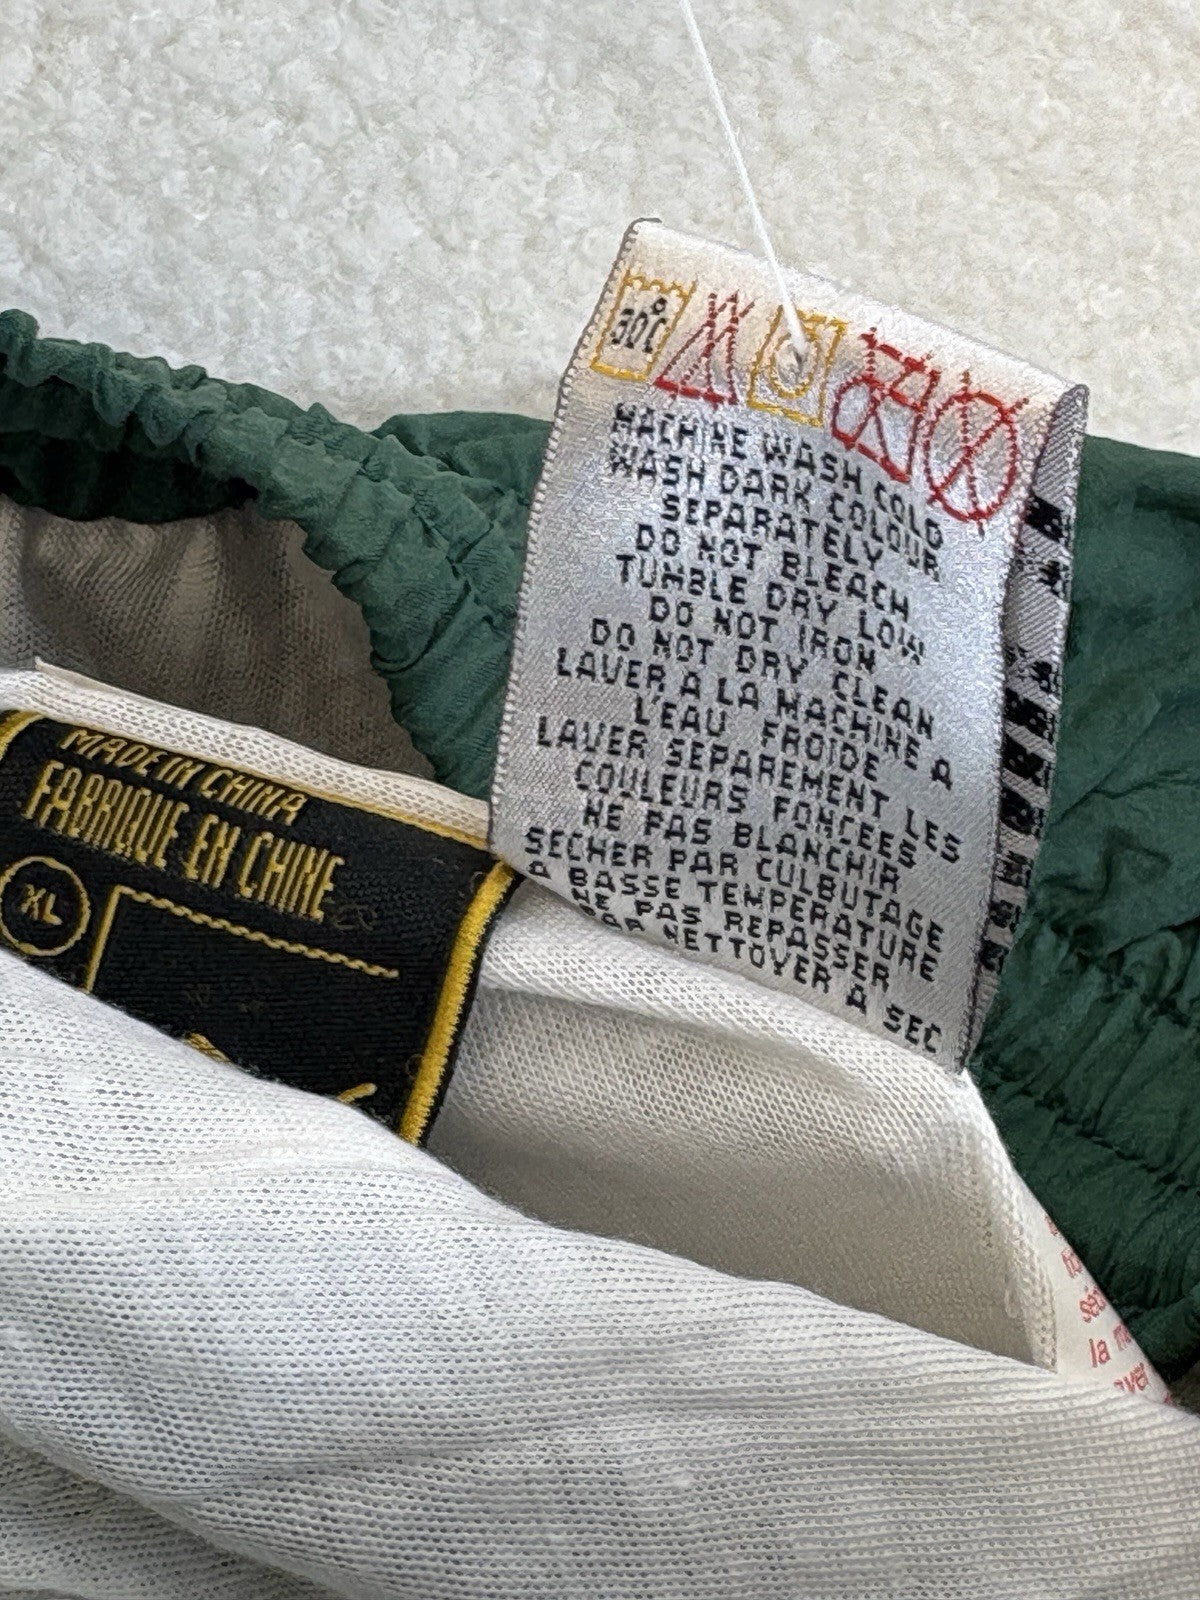 30°C
MACHINE WASH COLD
WASH DARK COLOUR
SEPARATELY
DO NOT BLEACH
TUMBLE DRY LOW
DO NOT IRON
DO NOT DRY CLEAN
LAVER A LA MACHINE A
L'EAU FROIDE
LAVER SEPAREMENT LES
COULEURS FONCEES
NE PAS BLANCHIR
SECHER PAR CULBUTAGE
A BASSE TEMPERATURE
NE PAS REPASSER
PAR NETTOYER A SEC
MADE IN CHINA
FABRIQUE EN CHINE
XL
la